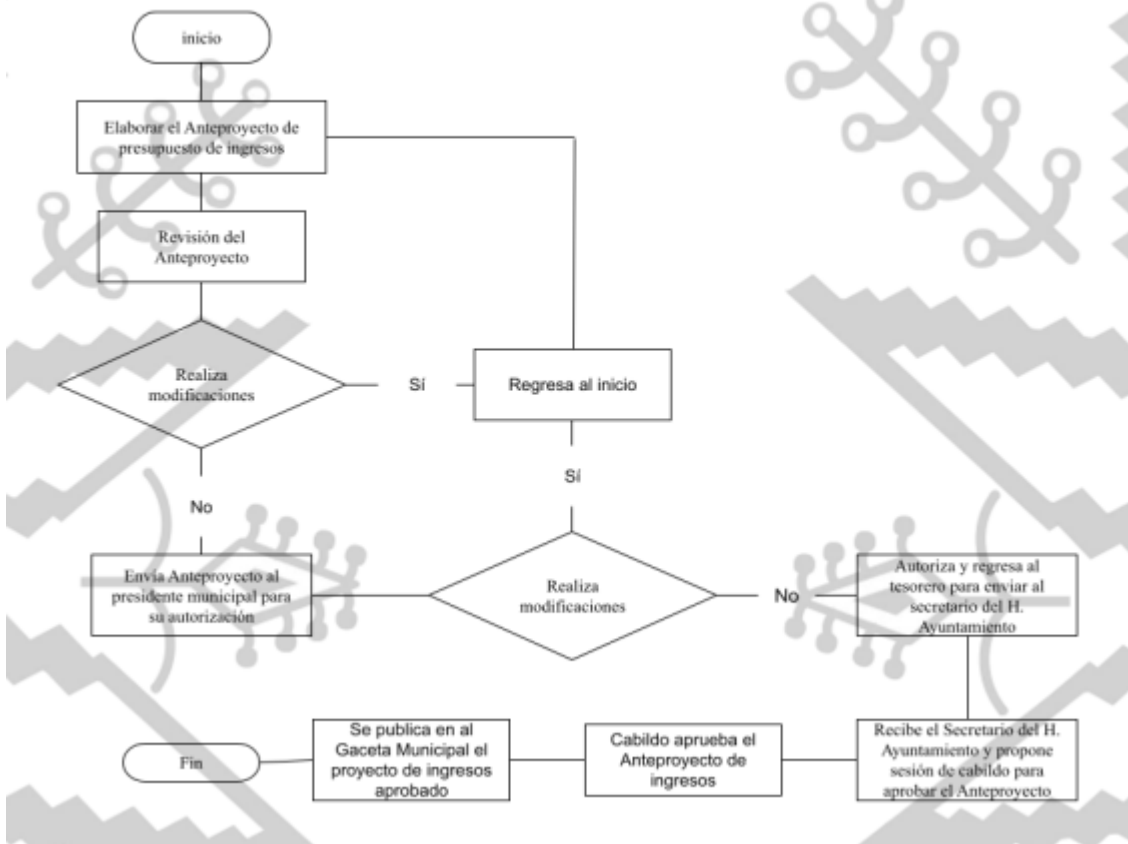 inicio
Elaborar el Anteproyecto de
presupuesto de ingresos
Revisión del
Anteproyecto
Realiza
modificaciones
Sí
Regresa al inicio
No
Sí
Envía Anteproyecto al
presidente municipal para
su autorización
Realiza
modificaciones
No
Autoriza y regresa al
tesorero para enviar al
secretario del H.
Ayuntamiento
Recibe el Secretario del H.
Ayuntamiento y propone
sesión de cabildo para
aprobar el Anteproyecto
Cabildo aprueba el
Anteproyecto de
ingresos
Se publica en al
Gaceta Municipal el
proyecto de ingresos
aprobado
Fin